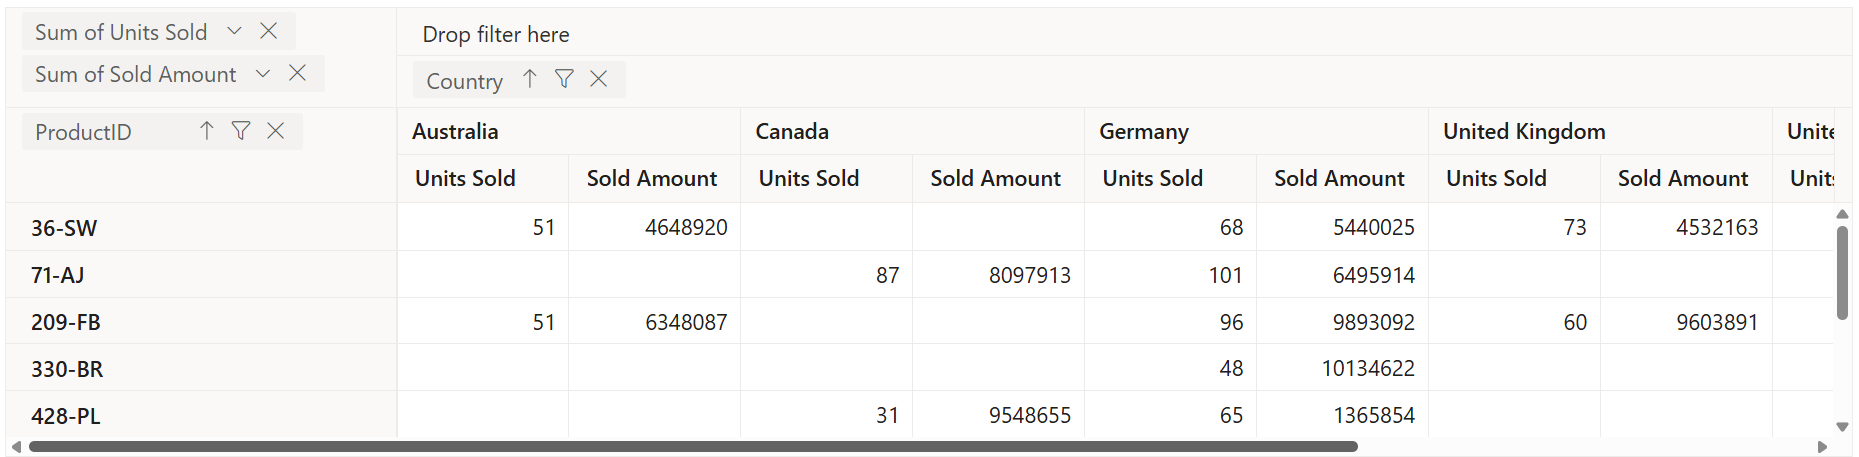 Sum of Units Sold
Drop filter here
Sum of Sold Amount
Country
ProductID
Australia Canada Germany United Kingdom
Units Sold Sold Amount Units Sold Sold Amount Units Sold Sold Amount Units Sold Sold Amount Units
36-SW 51 4648920 68 5440025 73 4532163
71-AJ 87 8097913 101 6495914
209-FB 51 6348087 96 9893092 60 9603891
330-BR 48 10134622
428-PL 31 9548655 65 1365854